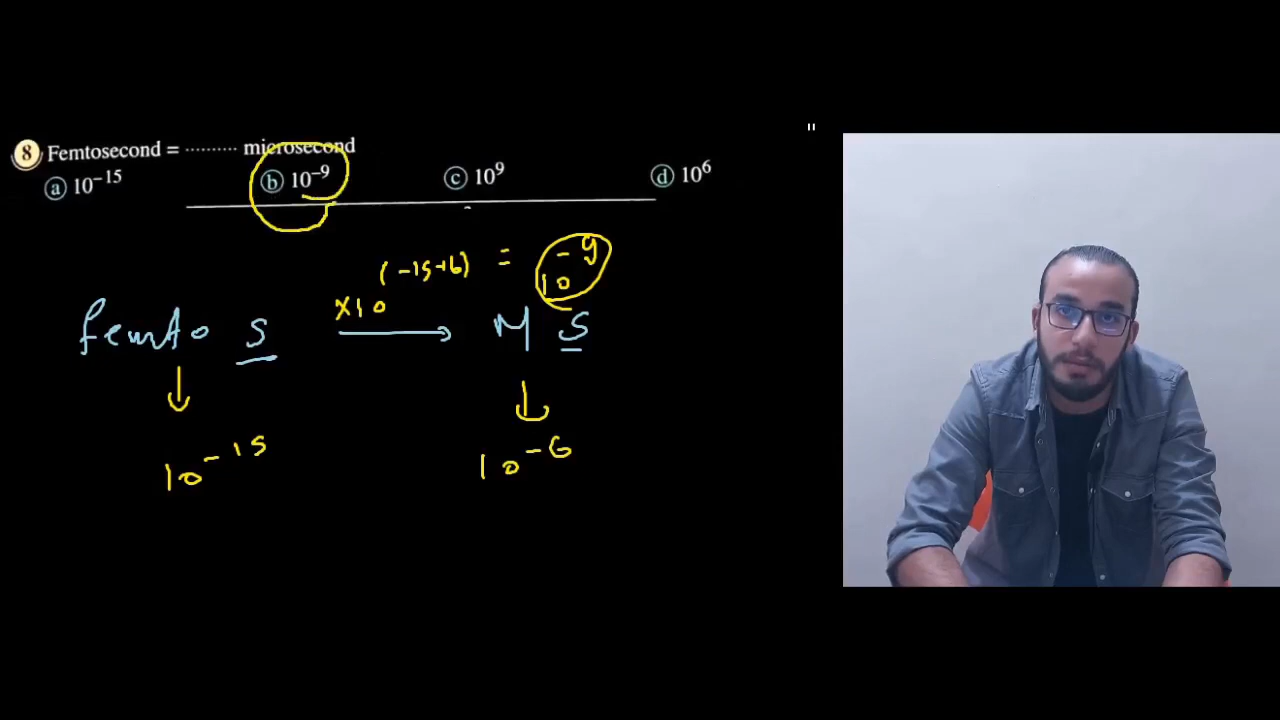 "
8 Femtosecond = .......... microsecond
a 10⁻¹⁵ b 10⁻⁹ c 10⁹ d 10⁶
femto s ×10⁽⁻¹⁵⁺⁶⁾ = 10⁻⁹ M S
10⁻¹⁵ 10⁻⁶